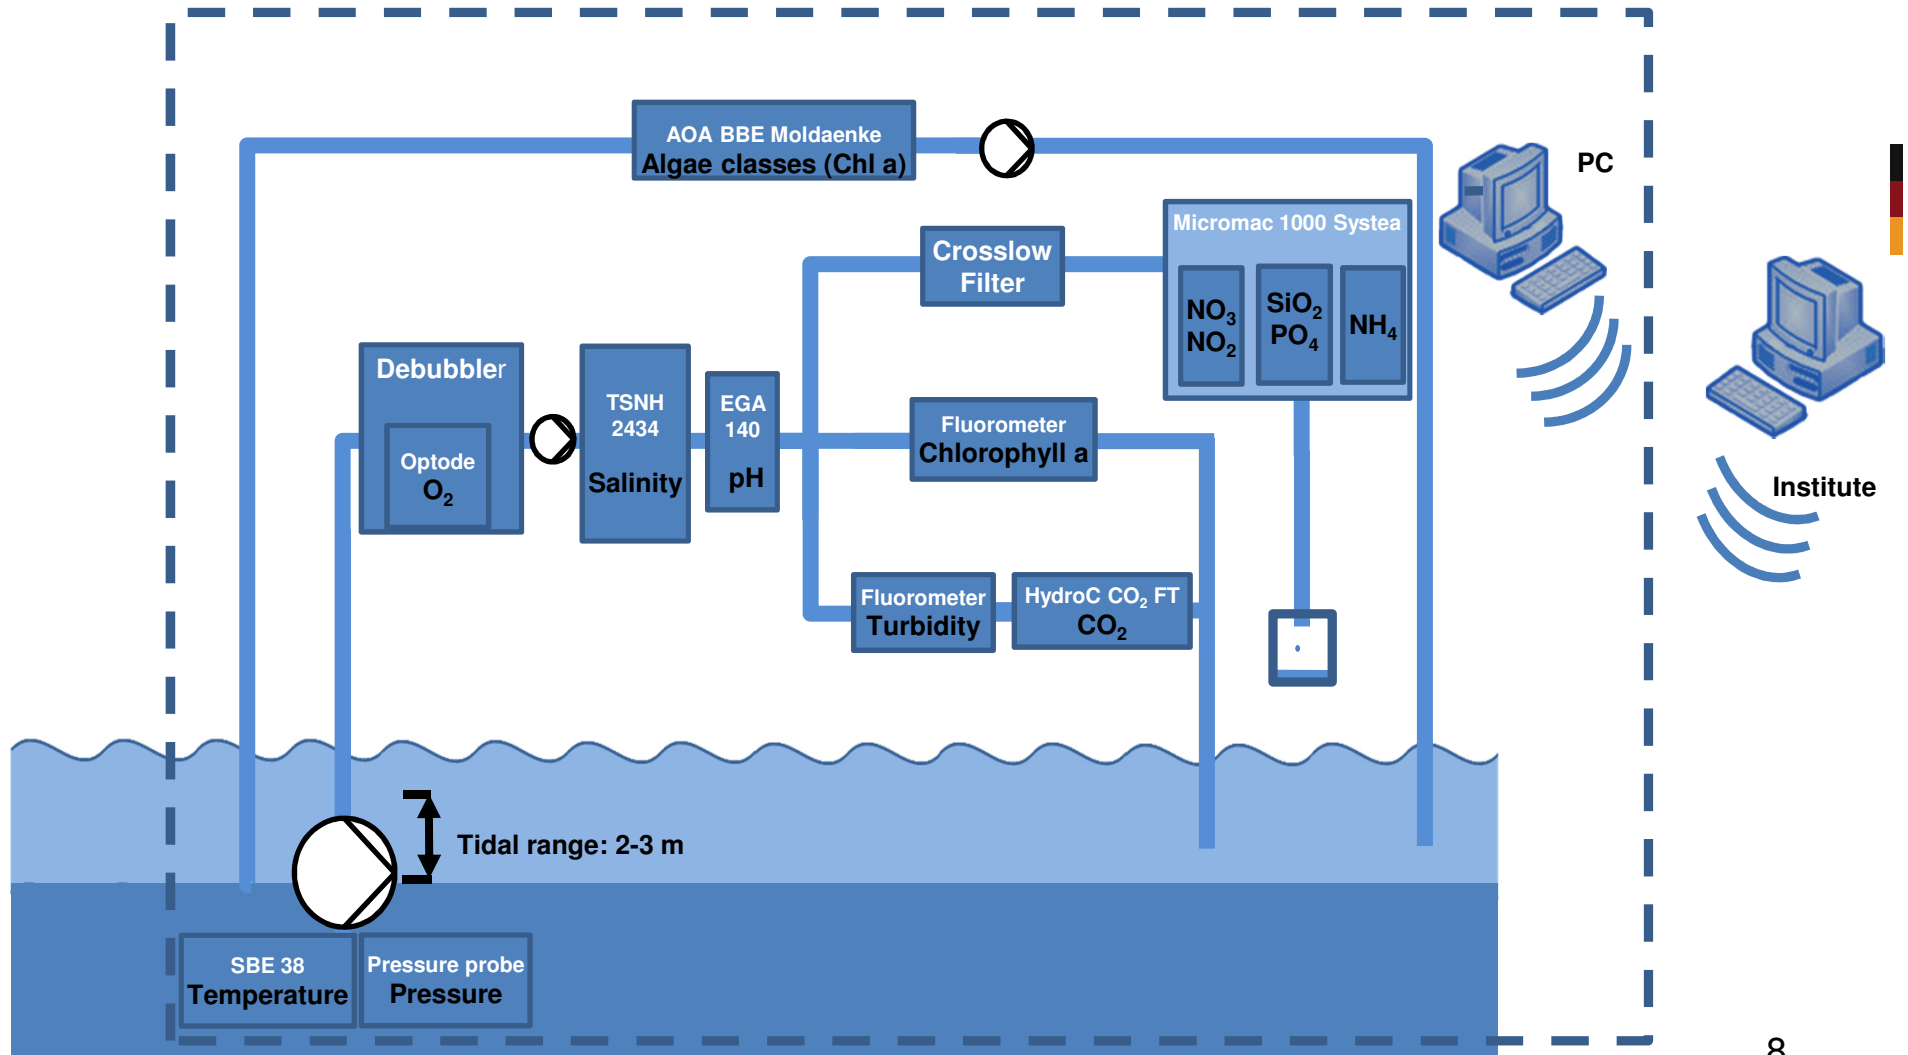 AOA BBE Moldaenke
Algae classes (Chl a)
PC
Micromac 1000 Systea
Crosslow
Filter
NO3
NO2
SiO2
PO4
NH4
Debubbler
Optode
O2
TSNH
2434
Salinity
EGA
140
pH
Fluorometer
Chlorophyll a
Institute
Fluorometer
Turbidity
HydroC CO2 FT
CO2
Tidal range: 2-3 m
SBE 38
Temperature
Pressure probe
Pressure
8